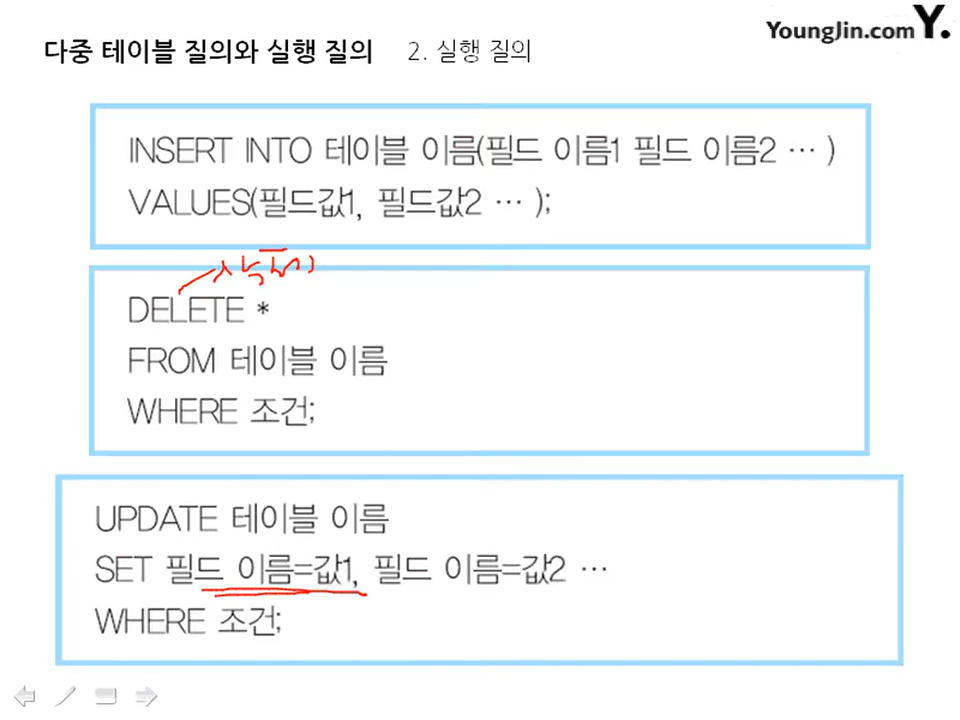 YoungJin.com Y.
다중 테이블 질의와 실행 질의 2. 실행 질의
INSERT INTO 테이블 이름(필드 이름1 필드 이름2 … )
VALUES(필드값1, 필드값2 … );
DELETE *
FROM 테이블 이름
WHERE 조건;
UPDATE 테이블 이름
SET 필드 이름=값1, 필드 이름=값2 …
WHERE 조건;